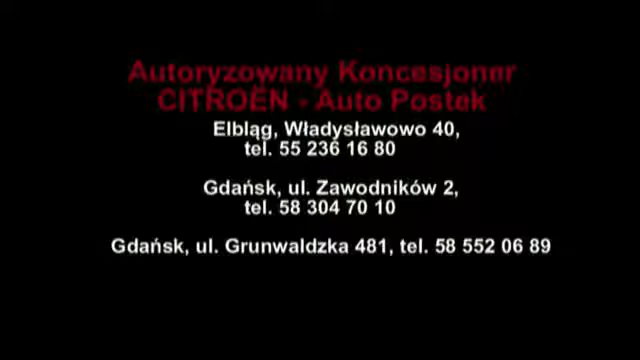 Autoryzowany Koncesjoner
CITROËN - Auto Postek
Elbląg, Władysławowo 40,
tel. 55 236 16 80
Gdańsk, ul. Zawodników 2,
tel. 58 304 70 10
Gdańsk, ul. Grunwaldzka 481, tel. 58 552 06 89